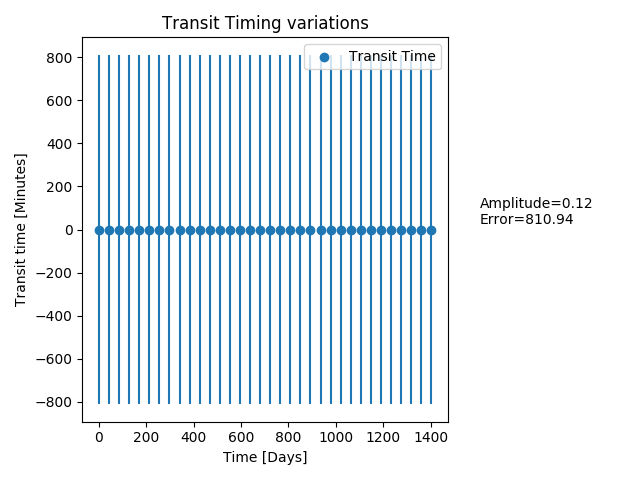 Transit Timing variations
Transit Time
800
600
400
200
0
−200
−400
−600
−800
Transit time [Minutes]
0 200 400 600 800 1000 1200 1400
Time [Days]
Amplitude=0.12
Error=810.94